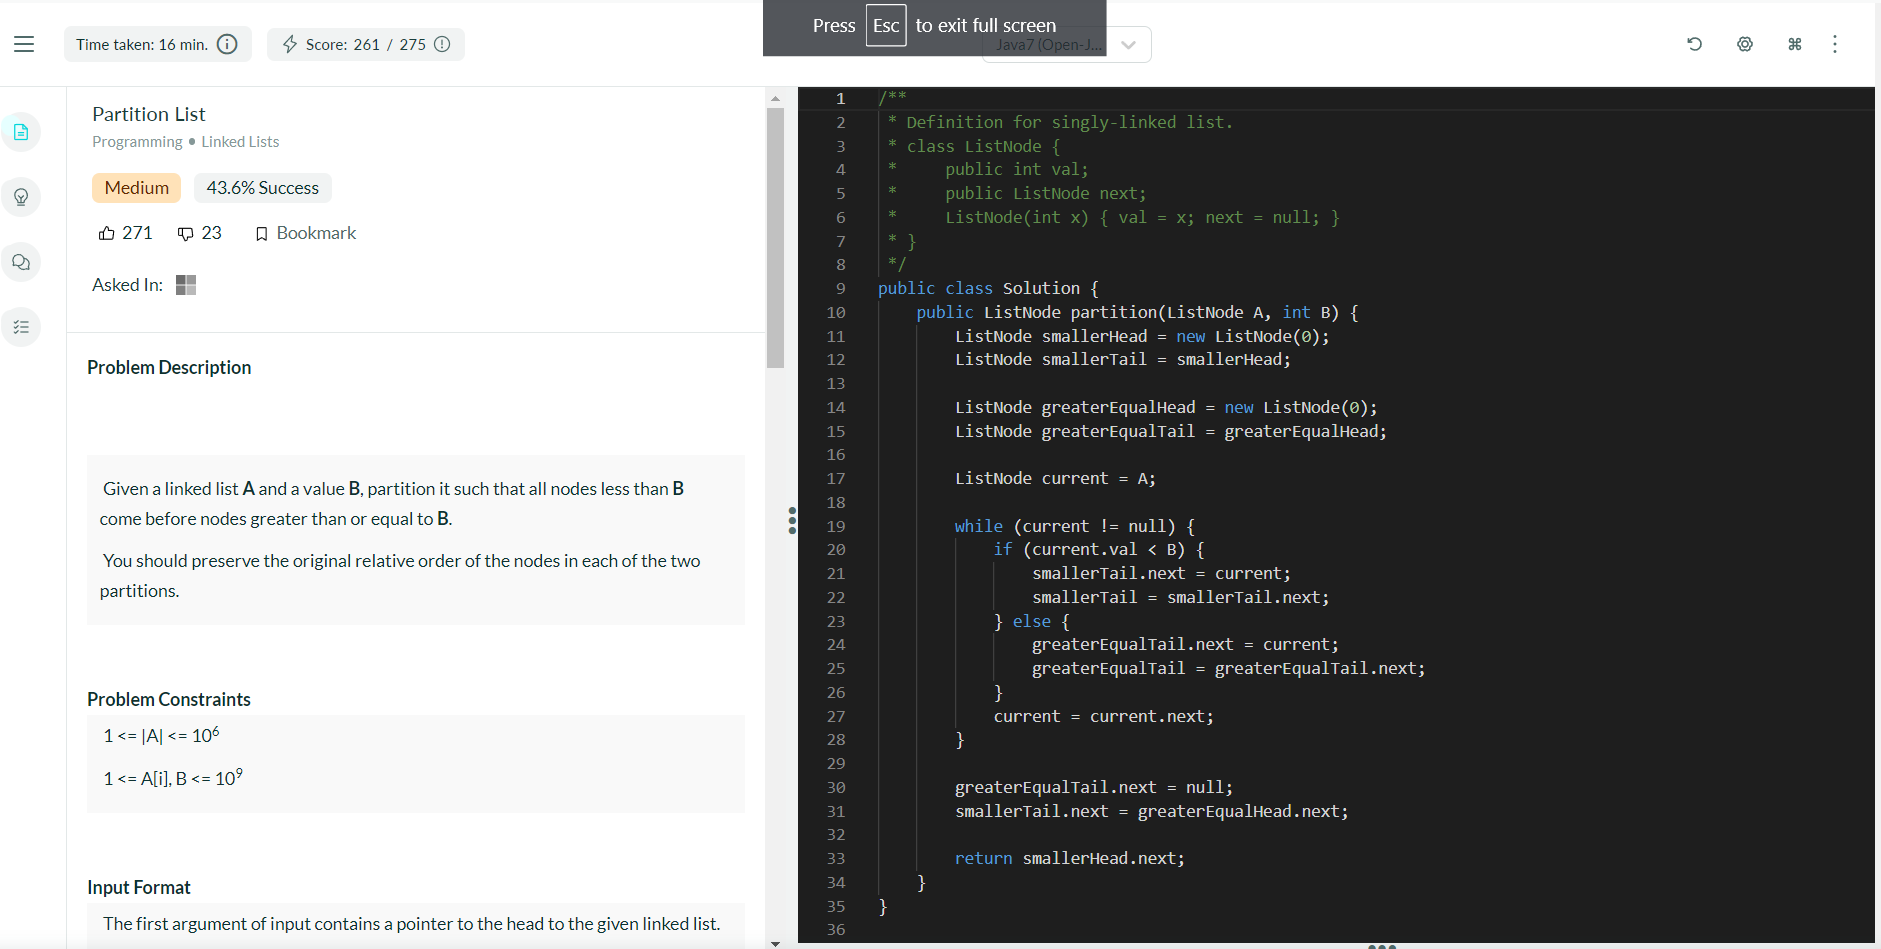 Press Esc to exit full screen
Time taken: 16 min.
Score: 261 / 275
Java7 (Open-J...
Partition List
Programming • Linked Lists
Medium
43.6% Success
271
23
Bookmark
Asked In:
Problem Description
Given a linked list A and a value B, partition it such that all nodes less than B
come before nodes greater than or equal to B.
You should preserve the original relative order of the nodes in each of the two
partitions.
Problem Constraints
1 <= |A| <= 10⁶
1 <= A[i], B <= 10⁹
Input Format
The first argument of input contains a pointer to the head to the given linked list.
1 /**
2 * Definition for singly-linked list.
3 * class ListNode {
4 *     public int val;
5 *     public ListNode next;
6 *     ListNode(int x) { val = x; next = null; }
7 * }
8 */
9 public class Solution {
10     public ListNode partition(ListNode A, int B) {
11         ListNode smallerHead = new ListNode(0);
12         ListNode smallerTail = smallerHead;
13
14         ListNode greaterEqualHead = new ListNode(0);
15         ListNode greaterEqualTail = greaterEqualHead;
16
17         ListNode current = A;
18
19         while (current != null) {
20             if (current.val < B) {
21                 smallerTail.next = current;
22                 smallerTail = smallerTail.next;
23             } else {
24                 greaterEqualTail.next = current;
25                 greaterEqualTail = greaterEqualTail.next;
26             }
27             current = current.next;
28         }
29
30         greaterEqualTail.next = null;
31         smallerTail.next = greaterEqualHead.next;
32
33         return smallerHead.next;
34     }
35 }
36